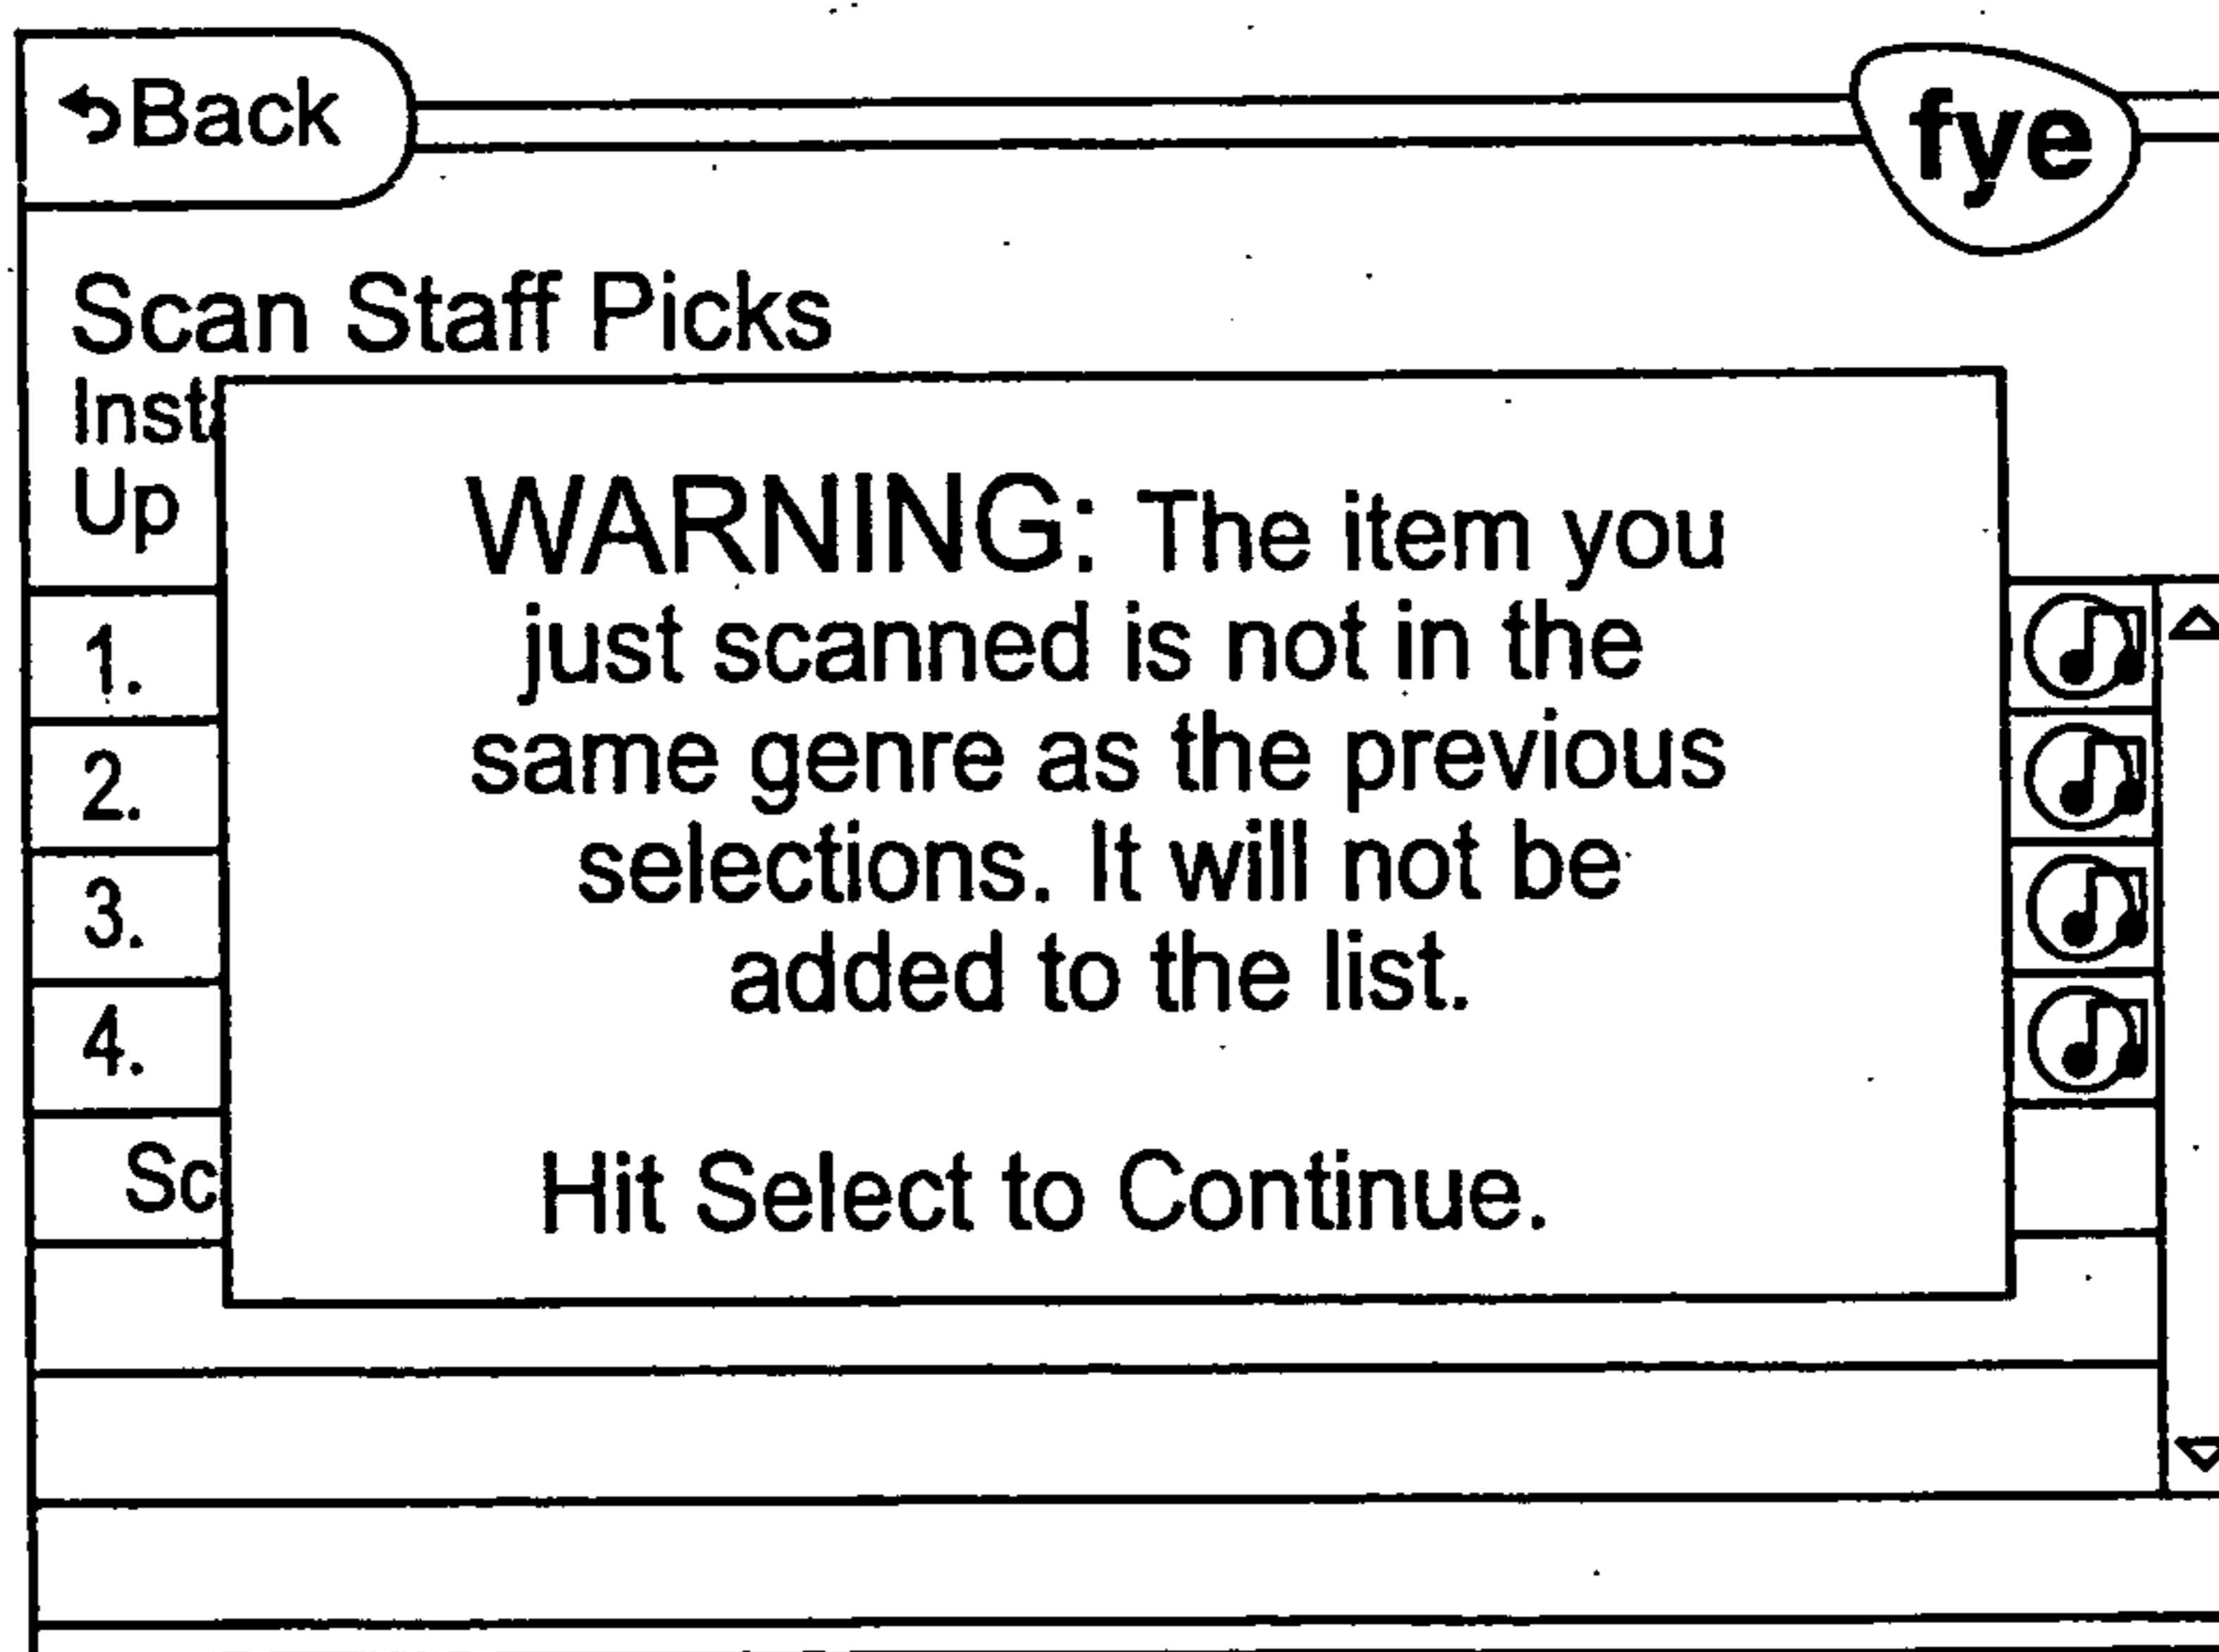 Back
fye
Scan Staff Picks
Up
WARNING: The item you
just scanned is not in the
same genre as the previous
selections. It will not be
added to the list.
Hit Select to Continue.
1.
2.
3.
4.